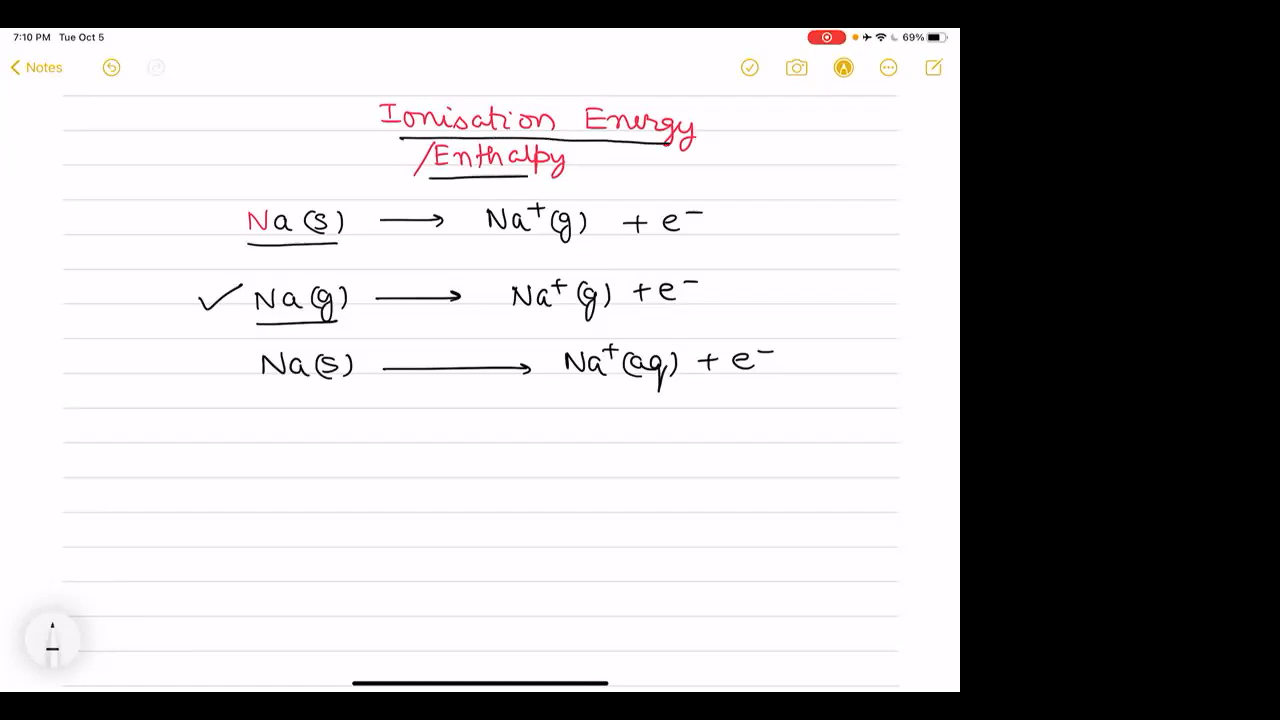 7:10 PM Tue Oct 5 69%
Notes
Ionisation Energy
/Enthalpy
Na(s) ⟶ Na⁺(g) + e⁻
✓ Na(g) ⟶ Na⁺(g) + e⁻
Na(s) ⟶ Na⁺(aq) + e⁻